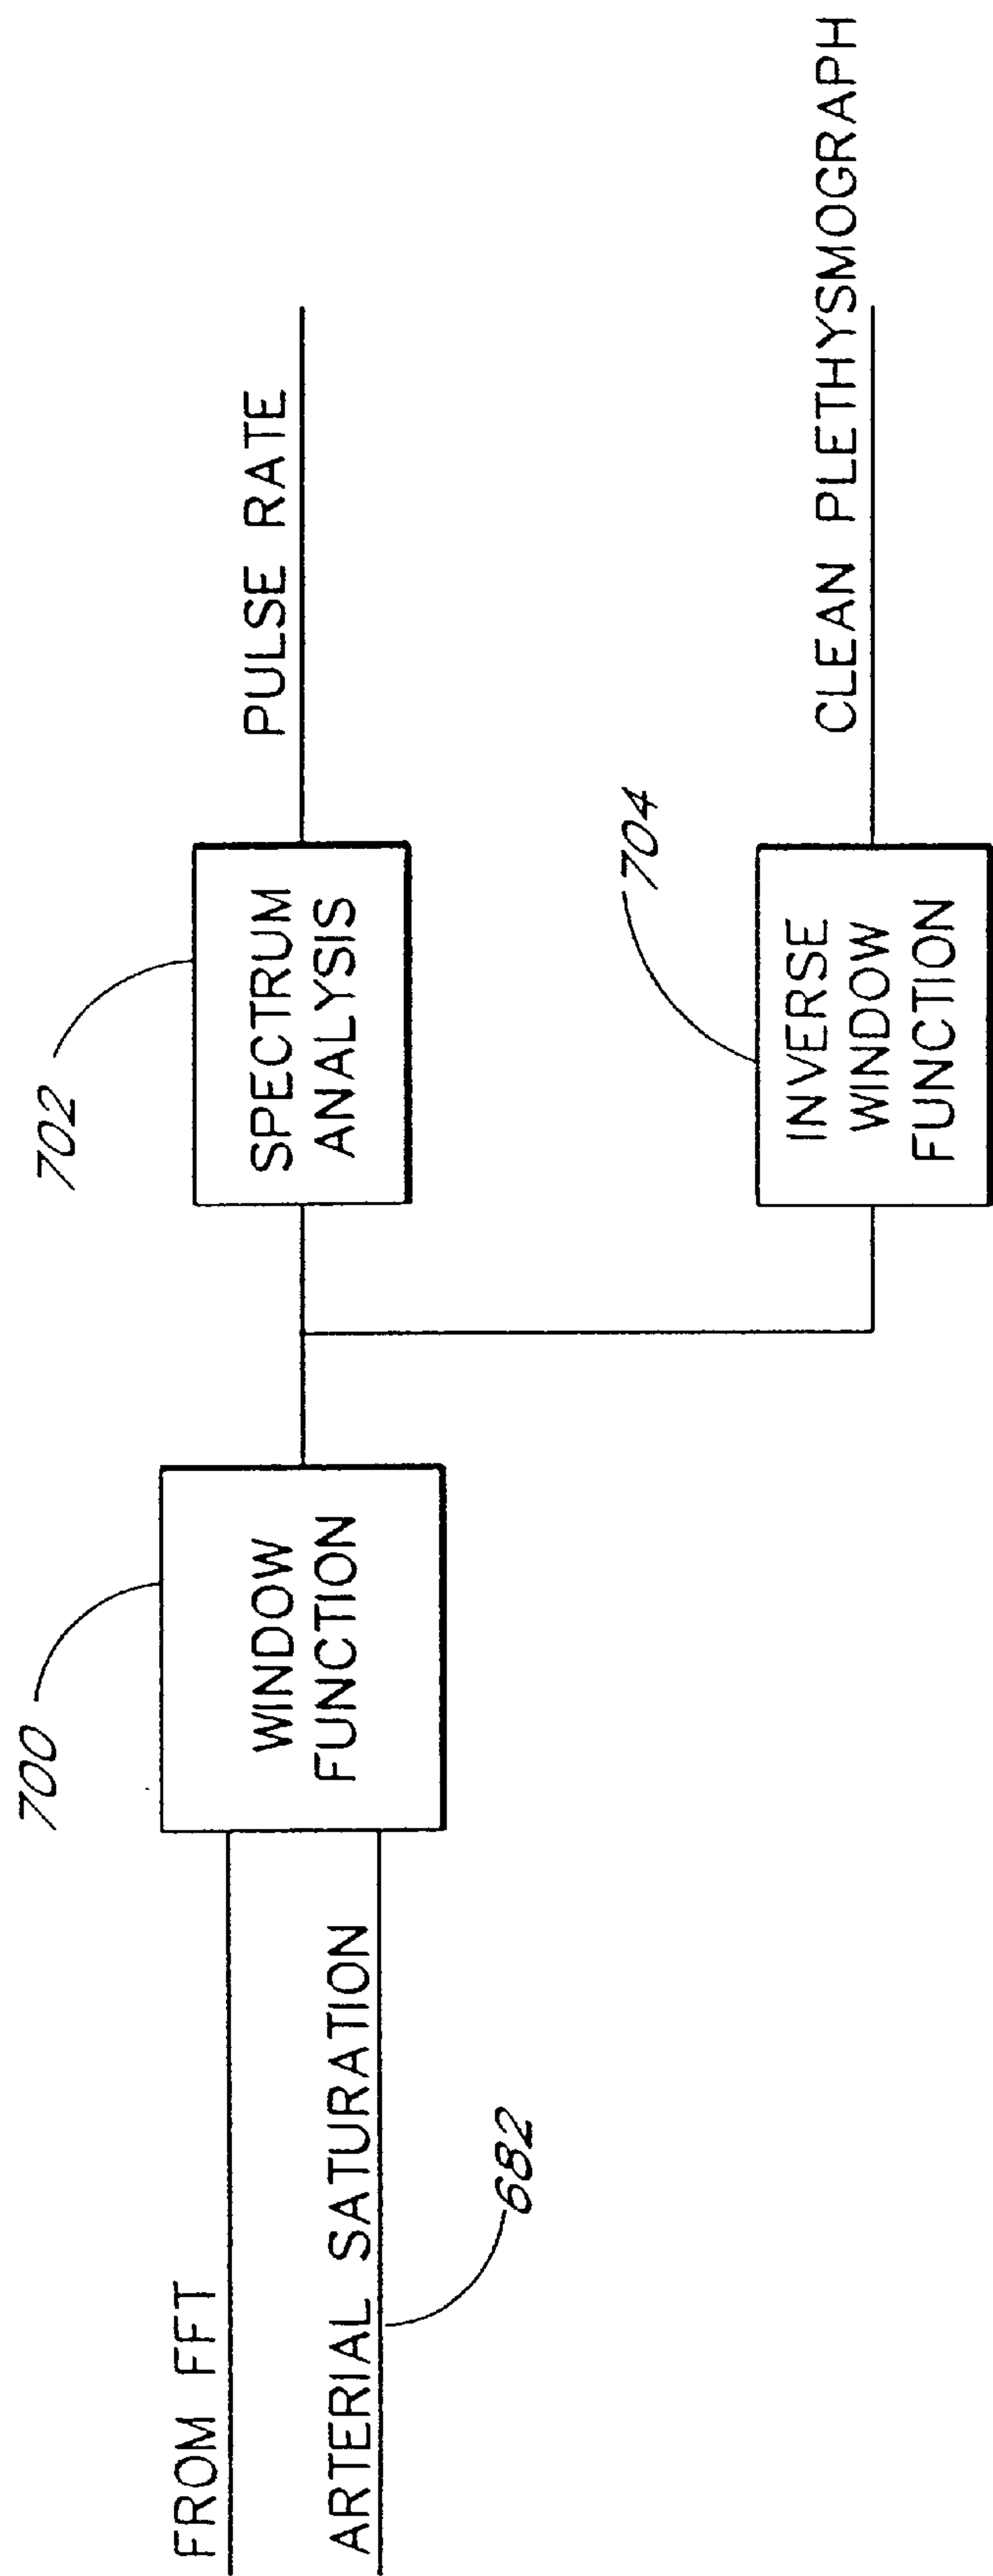 FROM FFT
ARTERIAL SATURATION
682
700
WINDOW
FUNCTION
702
SPECTRUM
ANALYSIS
PULSE RATE
704
INVERSE
WINDOW
FUNCTION
CLEAN PLETHYSMOGRAPH